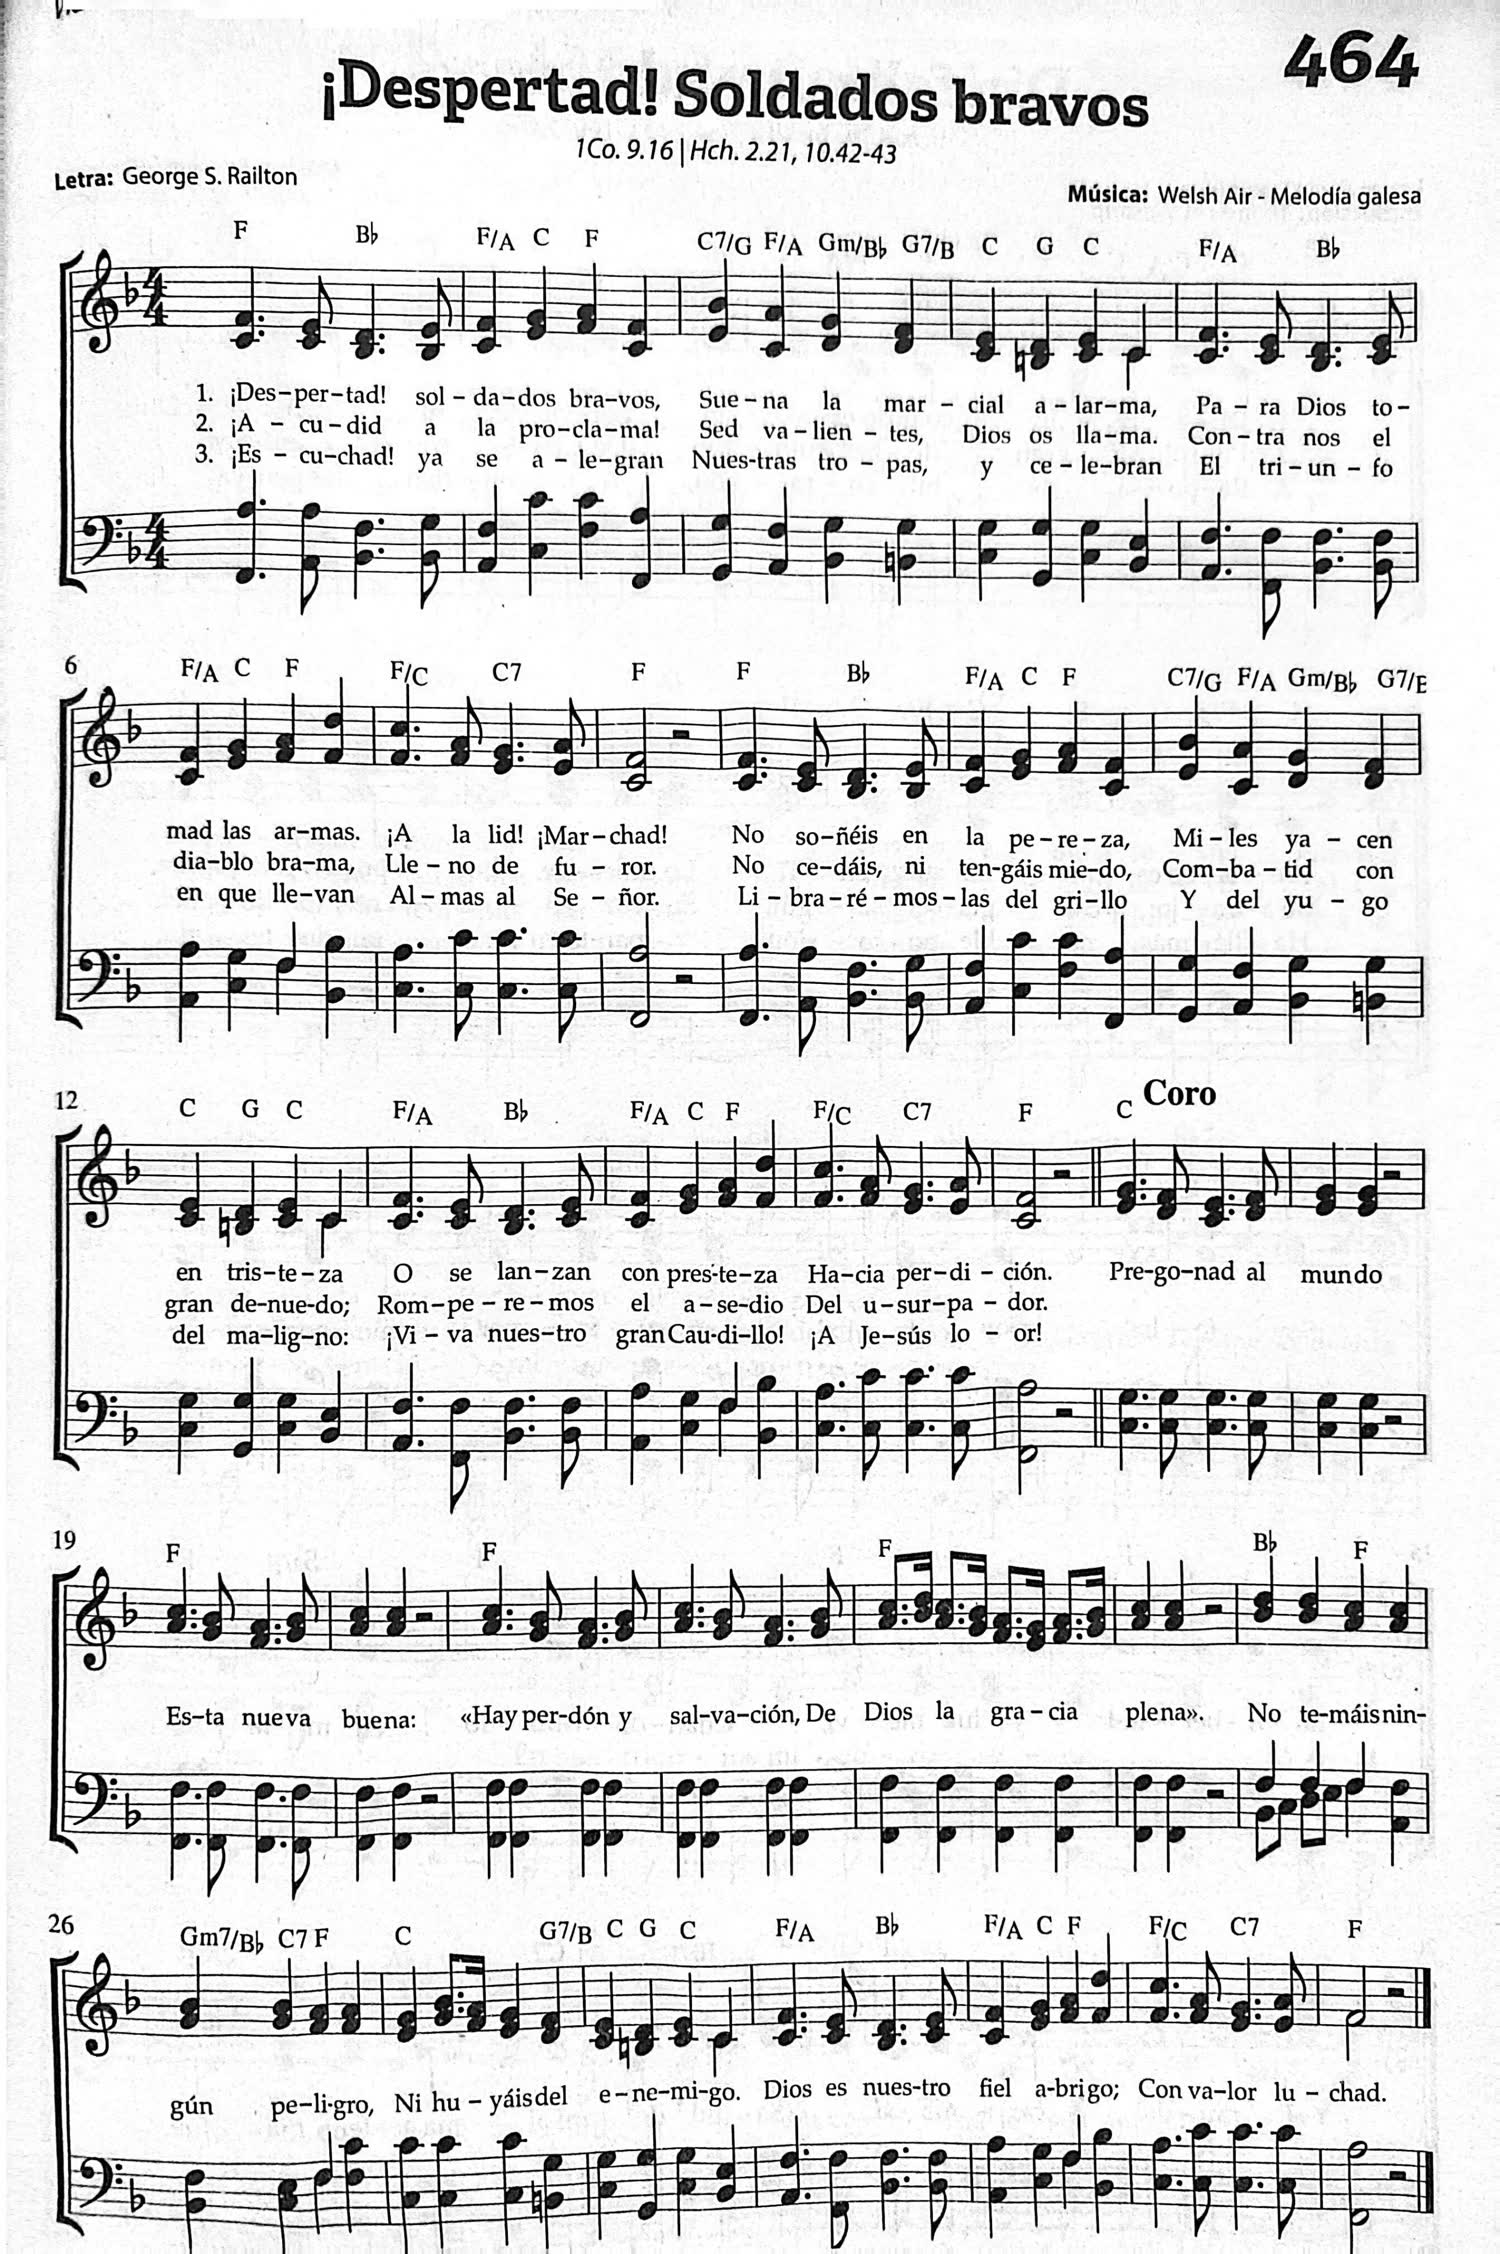 464
¡Despertad! Soldados bravos
1Co. 9.16 | Hch. 2.21, 10.42-43
Letra: George S. Railton
Música: Welsh Air - Melodía galesa
F B♭ F/A C F C7/G F/A Gm/B♭ G7/B C G C F/A B♭
1. ¡Des–per–tad! sol–da–dos bra–vos, Sue–na la mar–cial a–lar–ma, Pa–ra Dios to–
2. ¡A–cu–did a la pro–cla–ma! Sed va–lien–tes, Dios os lla–ma. Con–tra nos el
3. ¡Es–cu–chad! ya se a–le–gran Nues-tras tro–pas, y ce–le–bran El tri–un–fo
6
F/A C F F/C C7 F F B♭ F/A C F C7/G F/A Gm/B♭ G7/B
mad las ar–mas. ¡A la lid! ¡Mar–chad! No so–ñéis en la pe–re–za, Mi–les ya–cen
dia–blo bra–ma, Lle–no de fu–ror. No ce–dáis, ni ten-gáis mie–do, Com–ba–tid con
en que lle–van Al–mas al Se–ñor. Li–bra–ré–mos–las del gri–llo Y del yu–go
12
C G C F/A B♭ F/A C F F/C C7 F C Coro
en tris–te–za O se lan–zan con pres-te–za Ha–cia per–di–ción. Pre-go–nad al mundo
gran de-nue-do; Rom–pe–re–mos el a–se–dio Del u–sur–pa–dor.
del ma–lig–no: ¡Vi–va nues–tro gran Cau-di–llo! ¡A Je–sús lo–or!
19
F F F B♭ F
Es–ta nueva buena: «Hay per-dón y sal–va–ción, De Dios la gra–cia plena». No te–máis nin–
26
Gm7/B♭ C7 F C G7/B C G C F/A B♭ F/A C F F/C C7 F
gún pe–li-gro, Ni hu–yáis del e–ne–mi–go. Dios es nues–tro fiel a-brigo; Con va–lor lu–chad.